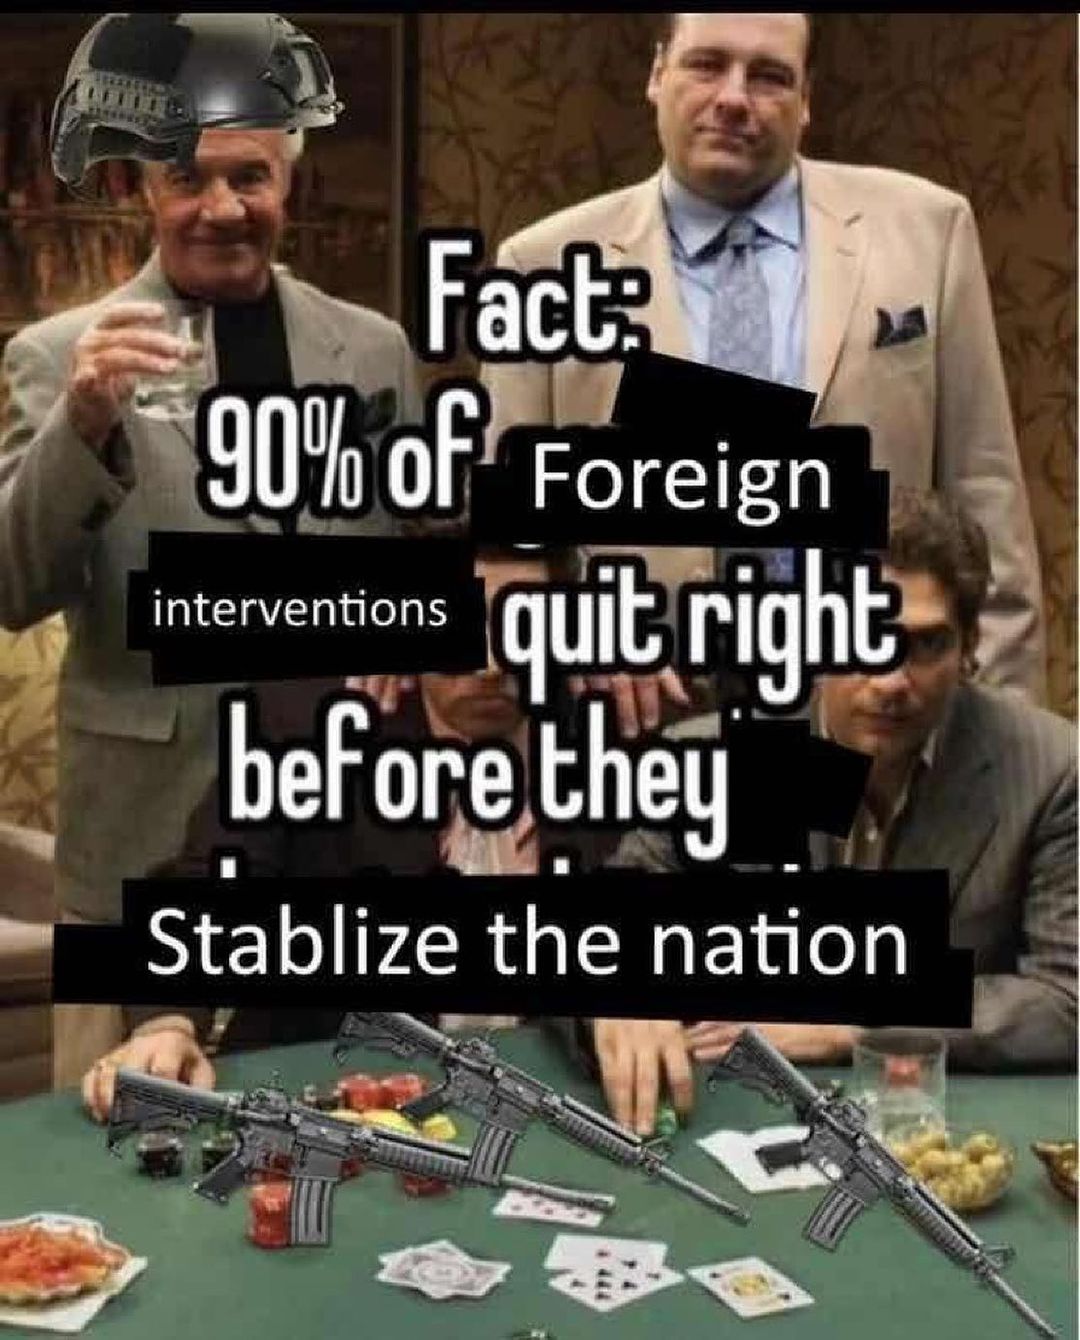 Fact:
90% of Foreign
interventions quit right
before they
Stablize the nation